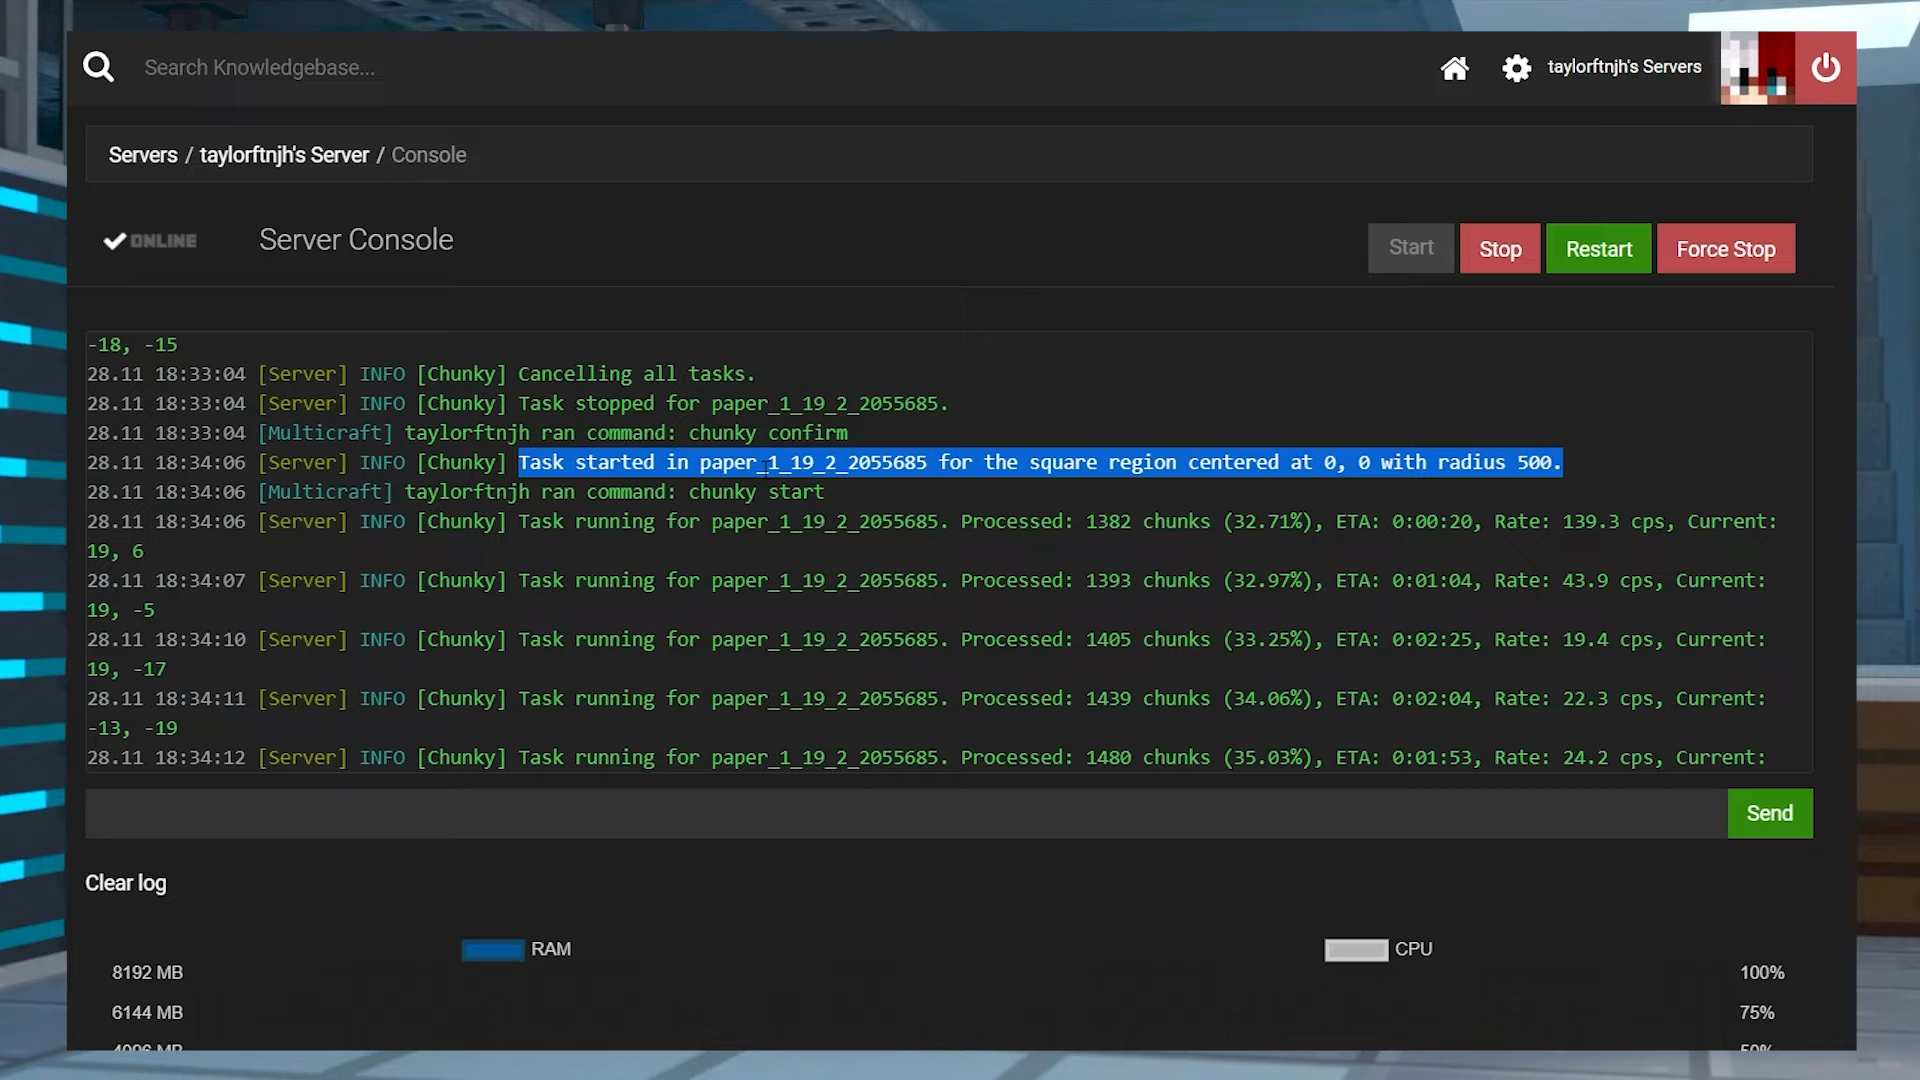 Search Knowledgebase...
taylorftnjh's Servers
Servers / taylorftnjh's Server / Console
ONLINE
Server Console
Start
Stop
Restart
Force Stop
-18, -15
28.11 18:33:04 [Server] INFO [Chunky] Cancelling all tasks.
28.11 18:33:04 [Server] INFO [Chunky] Task stopped for paper_1_19_2_2055685.
28.11 18:33:04 [Multicraft] taylorftnjh ran command: chunky confirm
28.11 18:34:06 [Server] INFO [Chunky] Task started in paper_1_19_2_2055685 for the square region centered at 0, 0 with radius 500.
28.11 18:34:06 [Multicraft] taylorftnjh ran command: chunky start
28.11 18:34:06 [Server] INFO [Chunky] Task running for paper_1_19_2_2055685. Processed: 1382 chunks (32.71%), ETA: 0:00:20, Rate: 139.3 cps, Current:
19, 6
28.11 18:34:07 [Server] INFO [Chunky] Task running for paper_1_19_2_2055685. Processed: 1393 chunks (32.97%), ETA: 0:01:04, Rate: 43.9 cps, Current:
19, -5
28.11 18:34:10 [Server] INFO [Chunky] Task running for paper_1_19_2_2055685. Processed: 1405 chunks (33.25%), ETA: 0:02:25, Rate: 19.4 cps, Current:
19, -17
28.11 18:34:11 [Server] INFO [Chunky] Task running for paper_1_19_2_2055685. Processed: 1439 chunks (34.06%), ETA: 0:02:04, Rate: 22.3 cps, Current:
-13, -19
28.11 18:34:12 [Server] INFO [Chunky] Task running for paper_1_19_2_2055685. Processed: 1480 chunks (35.03%), ETA: 0:01:53, Rate: 24.2 cps, Current:
Send
Clear log
RAM
CPU
8192 MB
100%
6144 MB
75%
4096 MB
50%